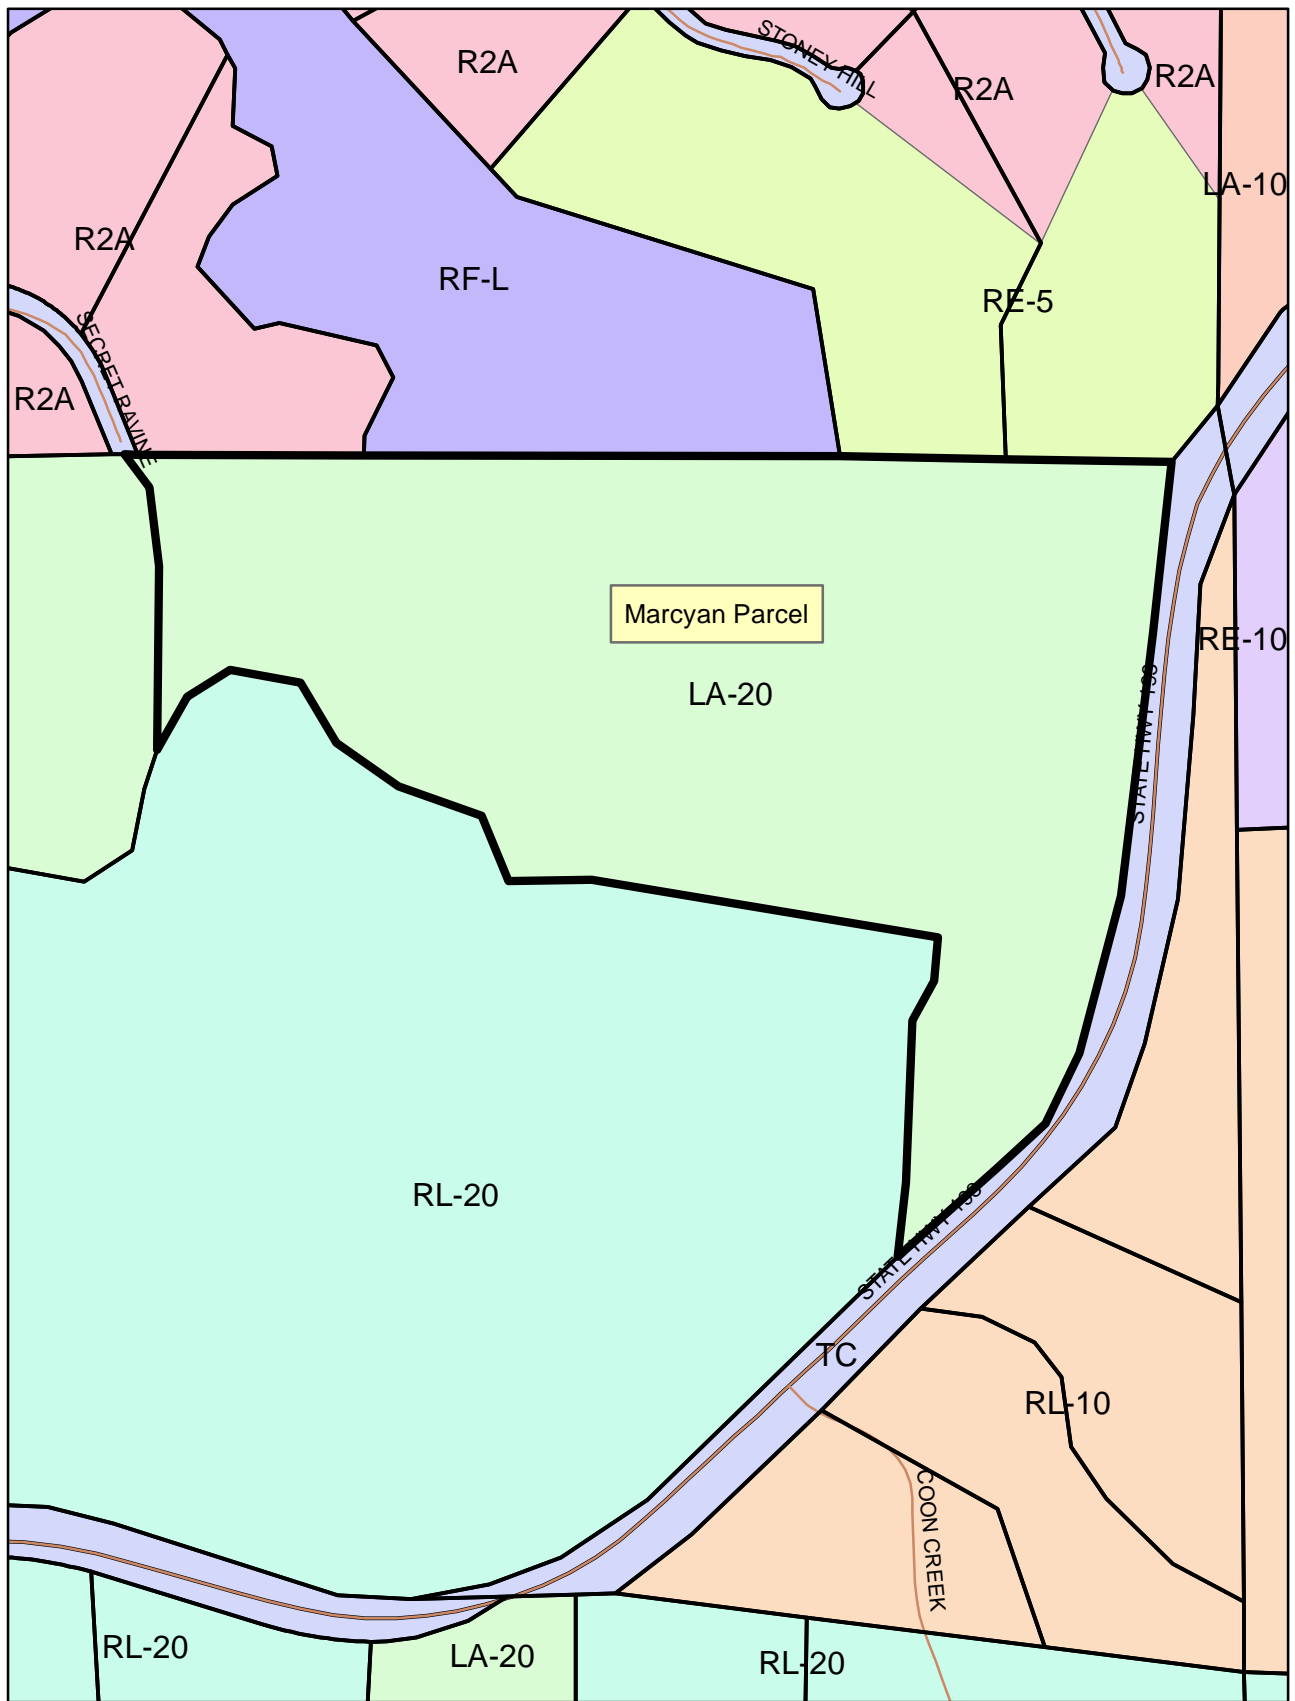 STONEY HILL
R2A
R2A
R2A
LA-10
R2A
RF-L
RE-5
SECRET RAVINE
R2A
Marcyan Parcel
RE-10
LA-20
STATE HWY 193
RL-20
STATE HWY 193
TC
RL-10
COON CREEK
RL-20
LA-20
RL-20